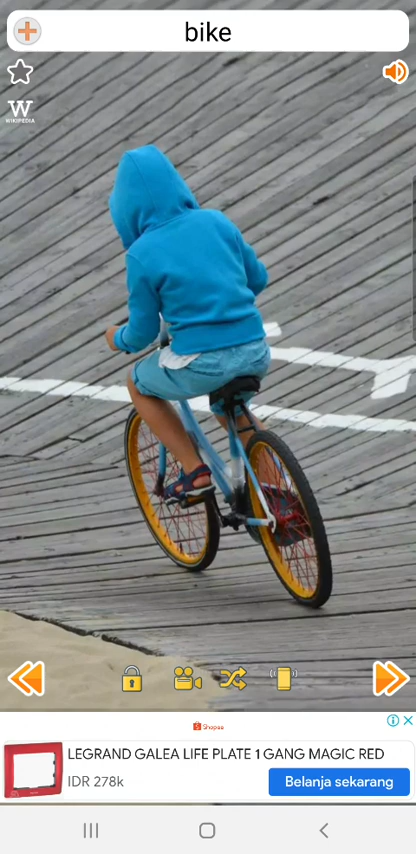 bike
W
WIKIPEDIA
Shopee
LEGRAND GALEA LIFE PLATE 1 GANG MAGIC RED
IDR 278k
Belanja sekarang